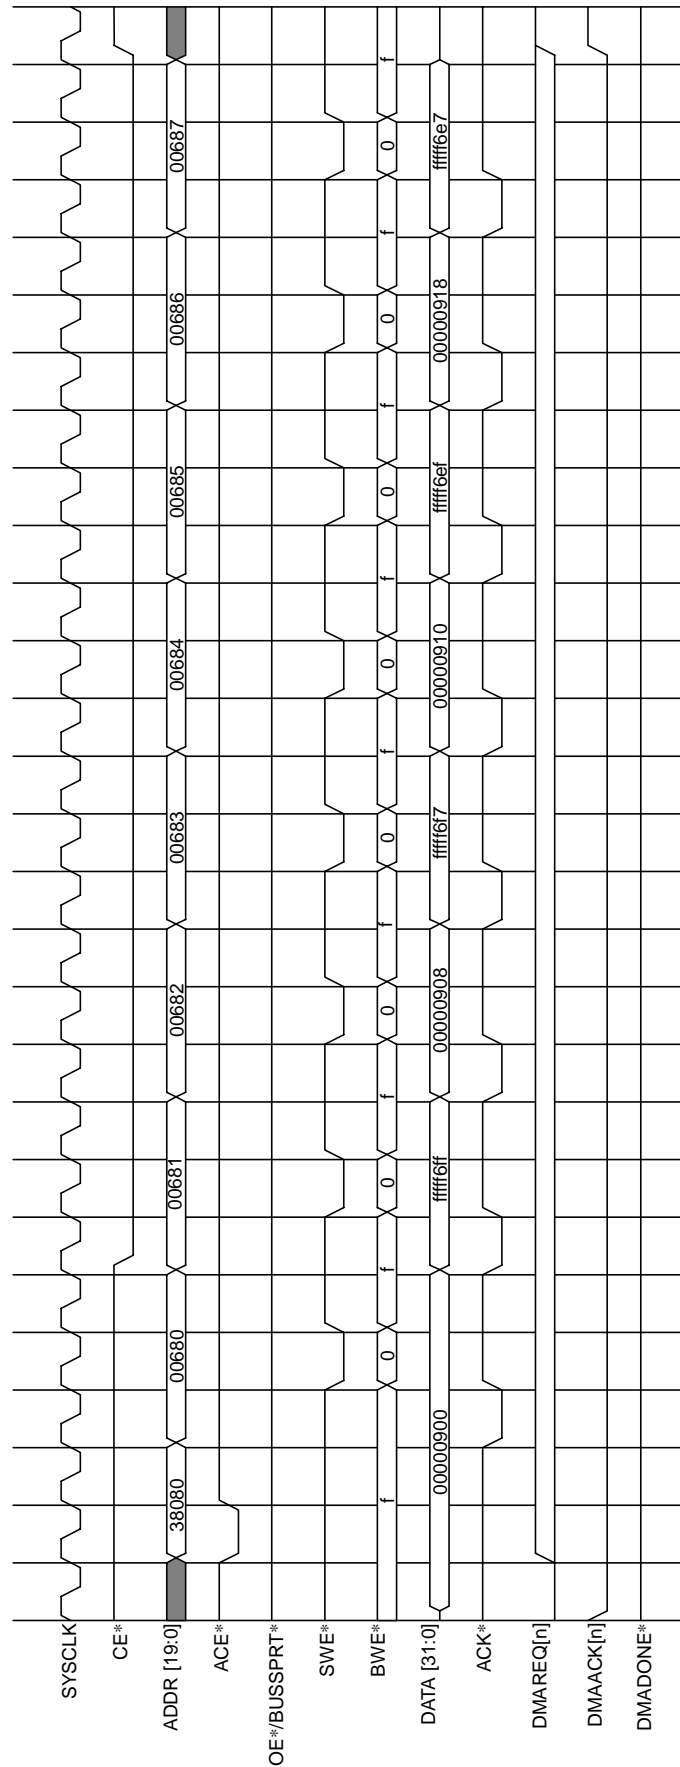 SYSCLK
CE*
ADDR [19:0] 38080 00680 00681 00682 00683 00684 00685 00686 00687
ACE*
OE*/BUSSPRT*
SWE*
BWE* f 0 f 0 f 0 f 0 f 0 f 0 f 0 f 0 f
DATA [31:0] 00000900 fffff6ff 00000908 fffff6f7 00000910 fffff6ef 00000918 fffff6e7
ACK*
DMAREQ[n]
DMAACK[n]
DMADONE*